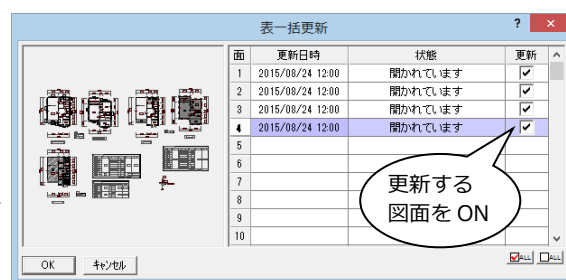 表一括更新 ? ×
面 更新日時 状態 更新
1 2015/08/24 12:00 開かれています
2 2015/08/24 12:00 開かれています
3 2015/08/24 12:00 開かれています
4 2015/08/24 12:00 開かれています
5
6
7
8
9
10
更新する
図面を ON
OK キャンセル ALL ALL